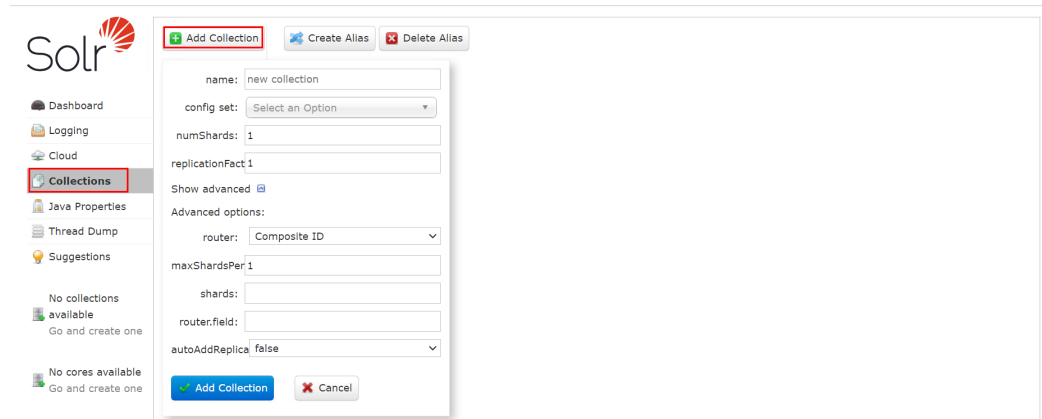 Solr
Dashboard
Logging
Cloud
Collections
Java Properties
Thread Dump
Suggestions
No collections
available
Go and create one
No cores available
Go and create one
Add Collection
Create Alias
Delete Alias
name: new collection
config set: Select an Option
numShards: 1
replicationFact 1
Show advanced
Advanced options:
router: Composite ID
maxShardsPer 1
shards:
router.field:
autoAddReplica false
Add Collection
Cancel